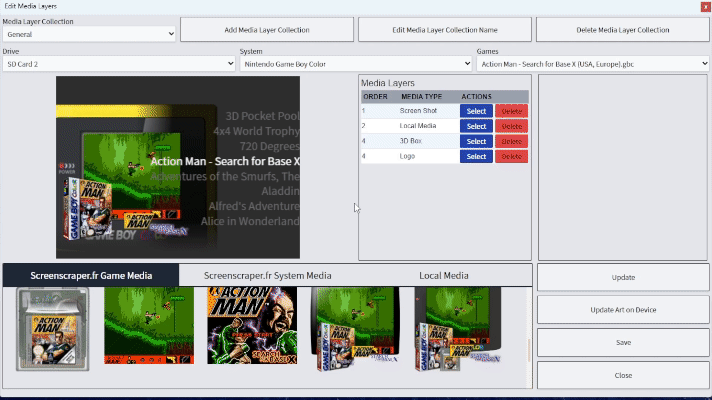 Edit Media Layers
x
Media Layer Collection
General
Add Media Layer Collection
Edit Media Layer Collection Name
Delete Media Layer Collection
Drive
System
Games
SD Card 2
Nintendo Game Boy Color
Action Man - Search for Base X (USA, Europe).gbc
3D Pocket Pool
4x4 World Trophy
720 Degrees
Action Man - Search for Base X
Adventures of the Smurfs, The
Aladdin
Alfred's Adventure
Alice in Wonderland
POWER
ACTION MAN
GAME BOY
Media Layers
ORDER MEDIA TYPE ACTIONS
1 Screen Shot Select Delete
2 Local Media Select Delete
4 3D Box Select Delete
4 Logo Select Delete
Screenscraper.fr Game Media
Screenscraper.fr System Media
Local Media
ACTION MAN
ACTION MAN
SEARCH FOR BASE X
Update
Update Art on Device
Save
Close